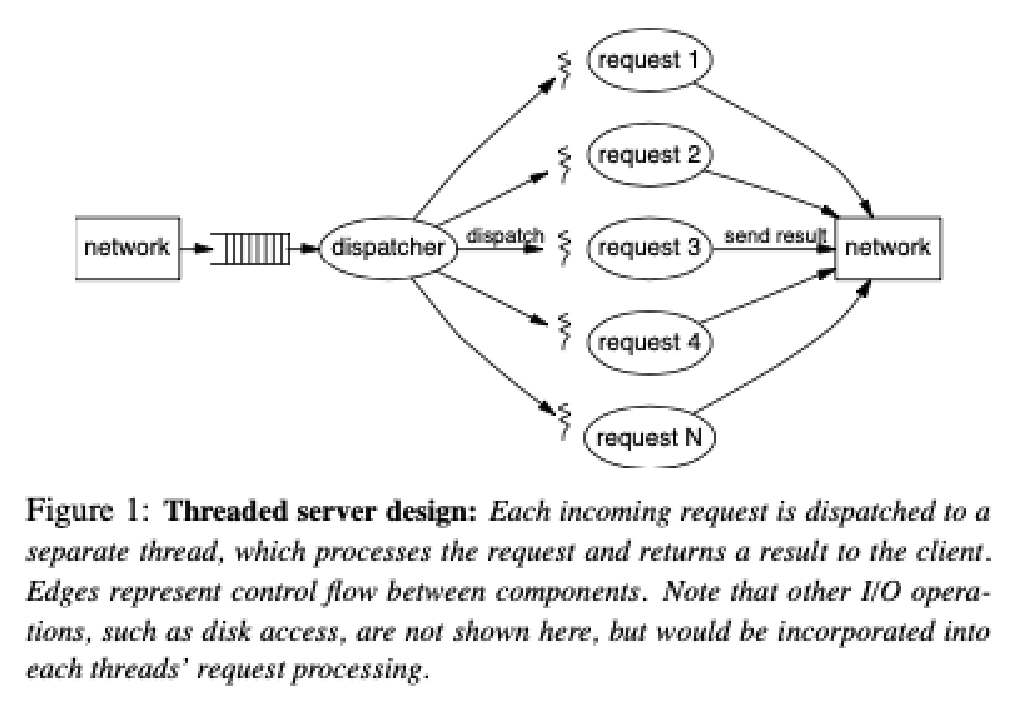 request 1
request 2
network
dispatcher
dispatch
request 3
send result
network
request 4
request N
Figure 1: Threaded server design: Each incoming request is dispatched to a
separate thread, which processes the request and returns a result to the client.
Edges represent control flow between components. Note that other I/O opera-
tions, such as disk access, are not shown here, but would be incorporated into
each threads' request processing.